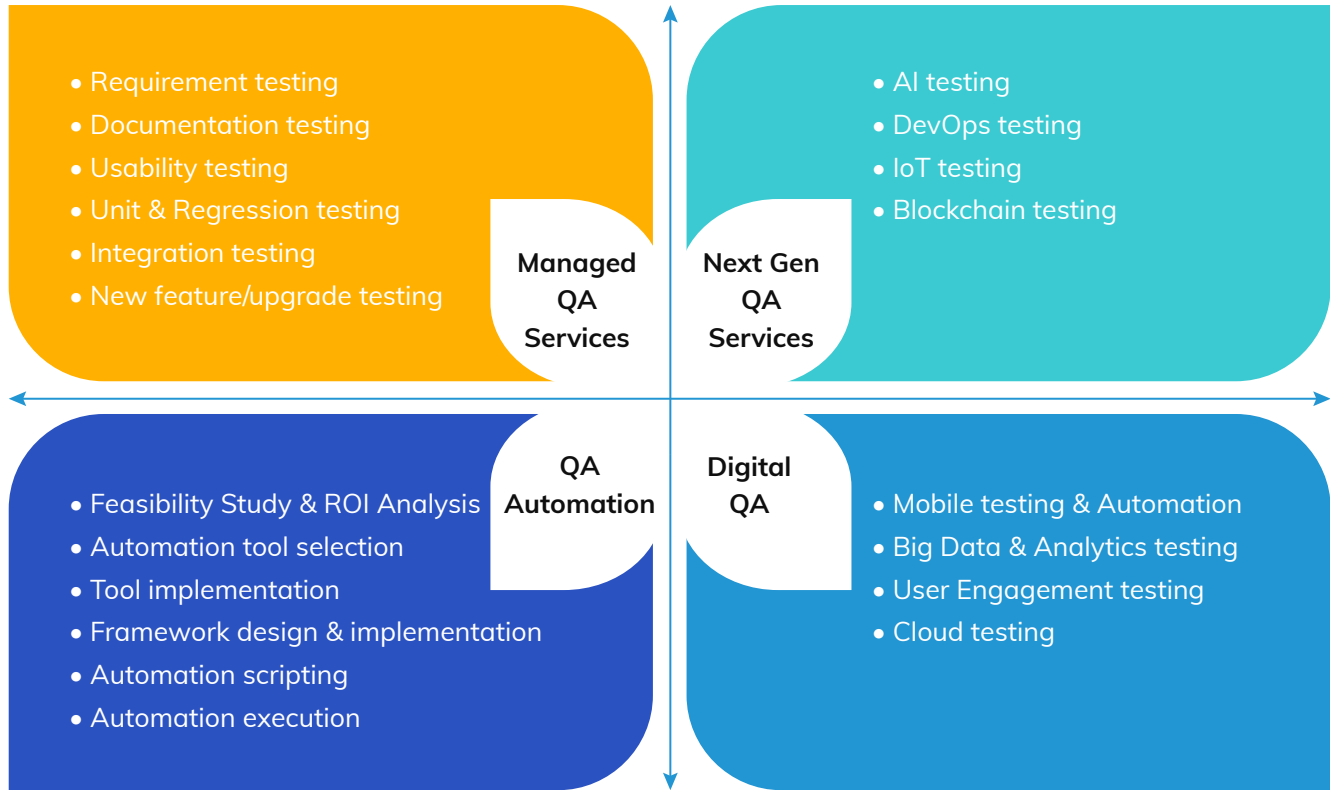 • Requirement testing
• Documentation testing
• Usability testing
• Unit & Regression testing
• Integration testing
• New feature/upgrade testing
Managed
QA
Services
• AI testing
• DevOps testing
• IoT testing
• Blockchain testing
Next Gen
QA
Services
QA
Automation
• Feasibility Study & ROI Analysis
• Automation tool selection
• Tool implementation
• Framework design & implementation
• Automation scripting
• Automation execution
Digital
QA
• Mobile testing & Automation
• Big Data & Analytics testing
• User Engagement testing
• Cloud testing